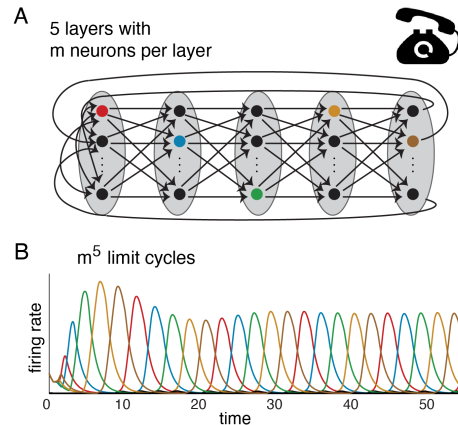 A
5 layers with
m neurons per layer
B
m⁵ limit cycles
firing rate
0 10 20 30 40 50
time